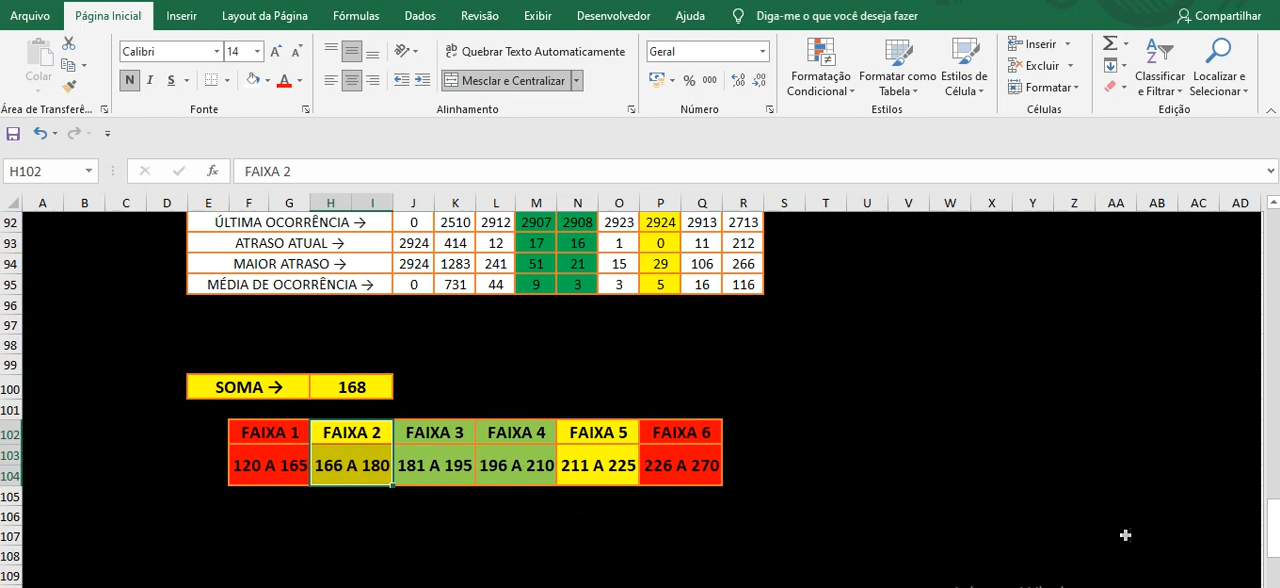 Arquivo Página Inicial Inserir Layout da Página Fórmulas Dados Revisão Exibir Desenvolvedor Ajuda Diga-me o que você deseja fazer Compartilhar
Calibri 14 A A ab Quebrar Texto Automaticamente Geral Inserir Σ
Colar N I S A Mesclar e Centralizar % 000 Formatação Condicional Formatar como Tabela Estilos de Célula Excluir Formatar Classificar e Filtrar Localizar e Selecionar
Área de Transferê... Fonte Alinhamento Número Estilos Células Edição
H102 fx FAIXA 2
A B C D E F G H I J K L M N O P Q R S T U V W X Y Z AA AB AC AD
92 ÚLTIMA OCORRÊNCIA → 0 2510 2912 2907 2908 2923 2924 2913 2713
93 ATRASO ATUAL → 2924 414 12 17 16 1 0 11 212
94 MAIOR ATRASO → 2924 1283 241 51 21 15 29 106 266
95 MÉDIA DE OCORRÊNCIA → 0 731 44 9 3 3 5 16 116
96
97
98
99
100 SOMA → 168
101
102 FAIXA 1 FAIXA 2 FAIXA 3 FAIXA 4 FAIXA 5 FAIXA 6
103 120 A 165 166 A 180 181 A 195 196 A 210 211 A 225 226 A 270
104
105
106
107
108
109